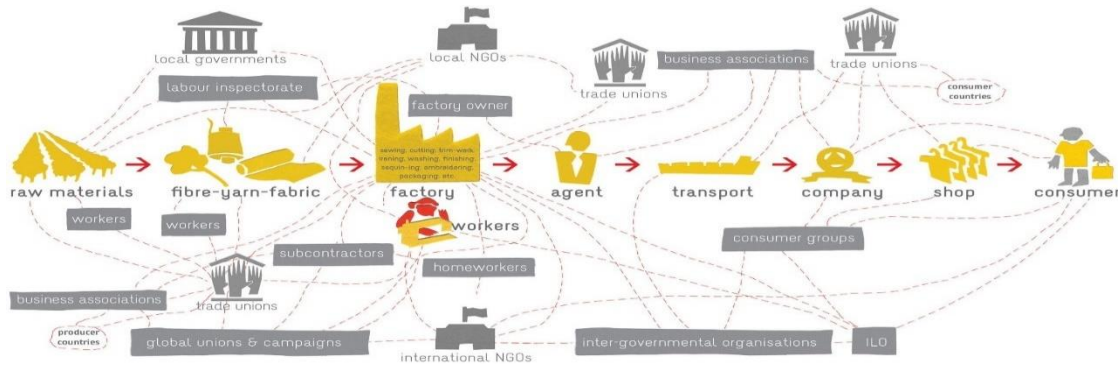 local governments
local NGOs
trade unions
business associations
trade unions
consumer
countries
labour inspectorate
factory owner
sewing, cutting, trim-work,
ironing, washing, finishing,
embroidering,
packaging, etc.
raw materials
fibre-yarn-fabric
factory
agent
transport
company
shop
consumer
workers
workers
workers
subcontractors
homeworkers
consumer groups
business associations
trade unions
producer
countries
global unions & campaigns
international NGOs
inter-governmental organisations
ILO